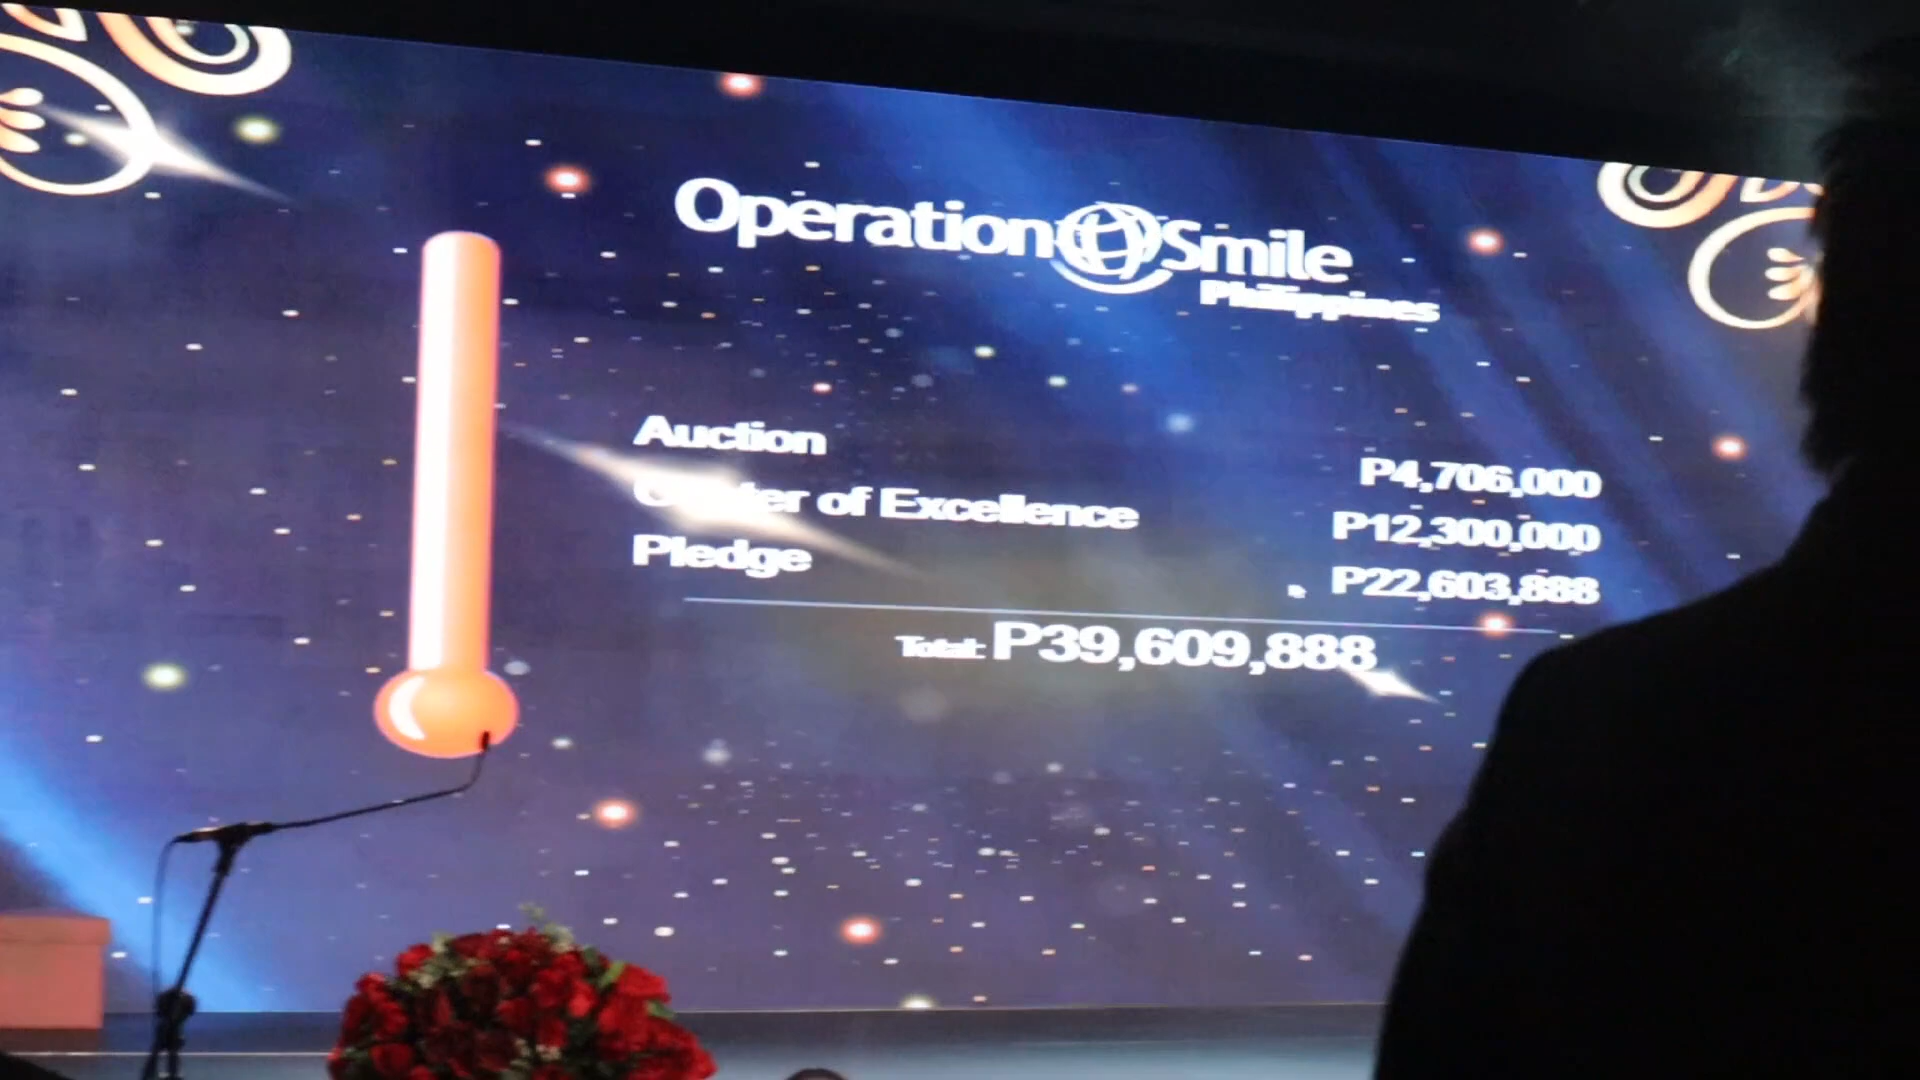 Operation Smile
Philippines
Auction P4,706,000
Center of Excellence P12,300,000
Pledge P22,603,888
Total: P39,609,888